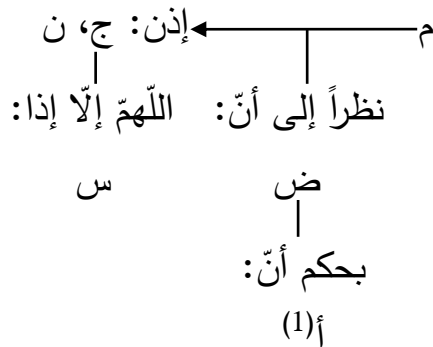 م إذن: ج، ن
نظراً إلى أنّ: اللّهمّ إلّا إذا:
ض س
بحكم أنّ:
أ(1)